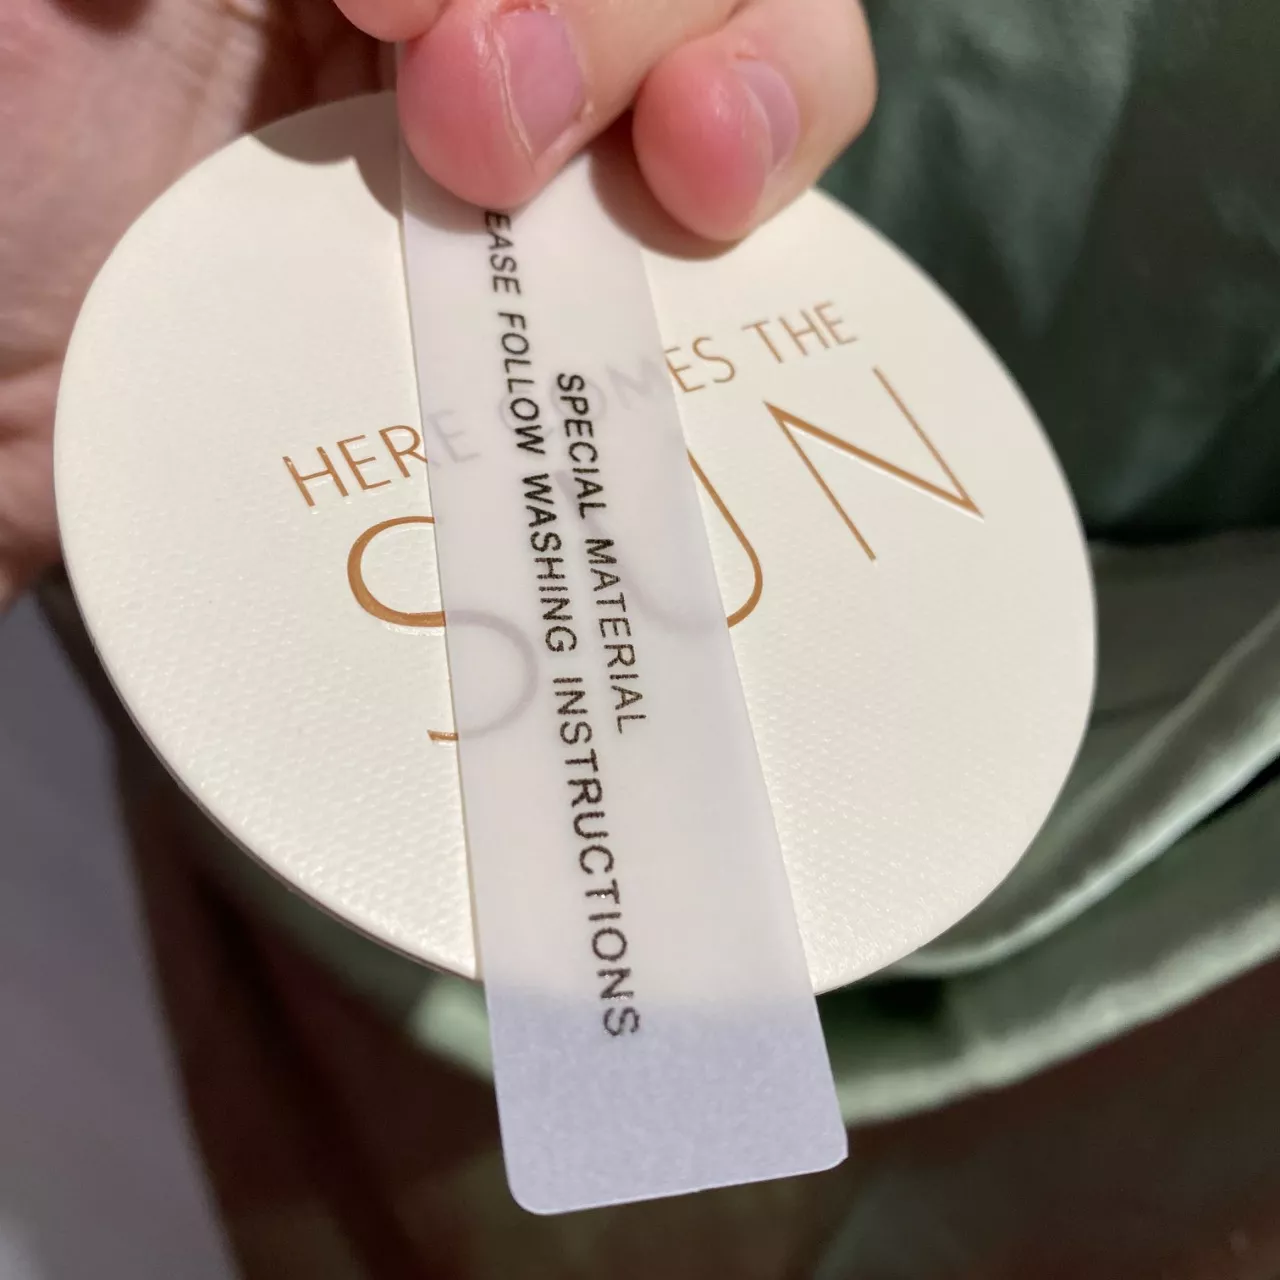 SPECIAL MATERIAL
EASE FOLLOW WASHING INSTRUCTIONS
HERE COMES THE
SUN